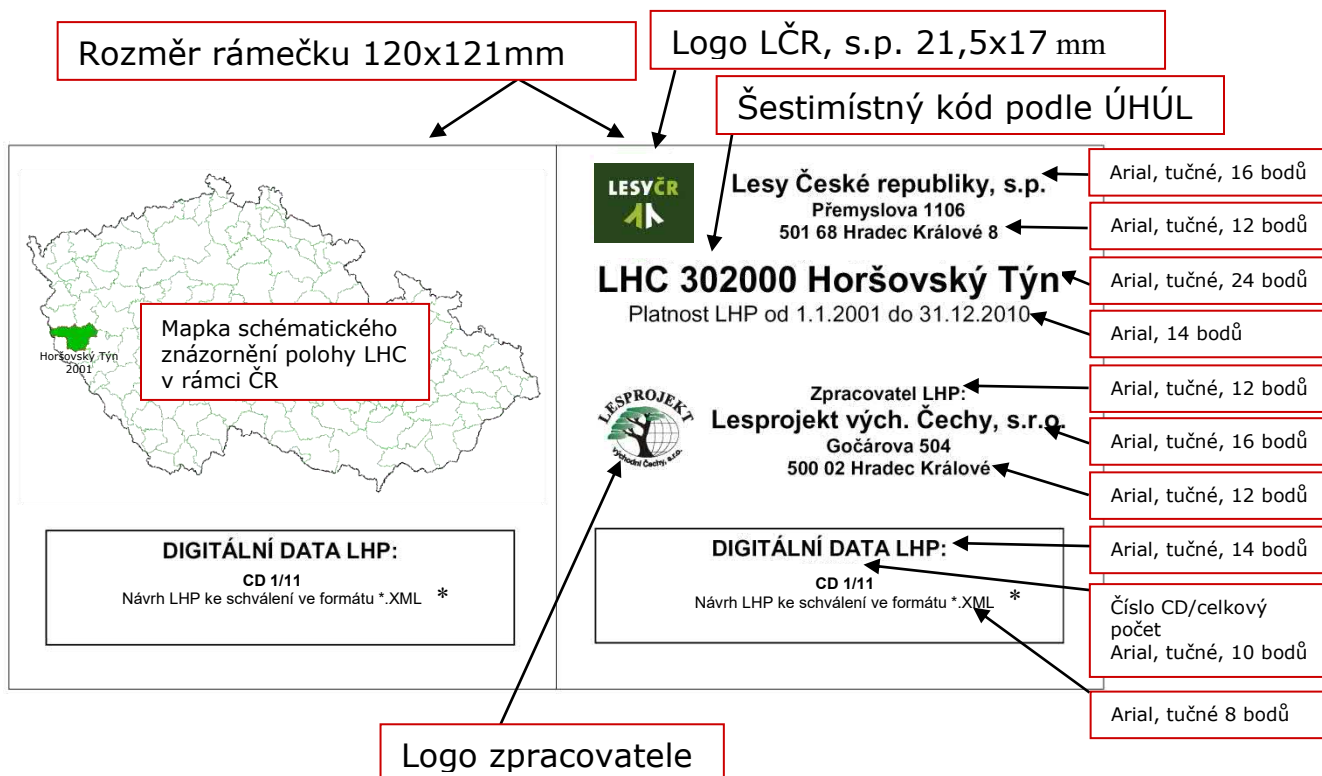 Rozměr rámečku 120x121mm
Logo LČR, s.p. 21,5x17 mm
Šestimístný kód podle ÚHÚL
Horšovský Týn
2001
Mapka schématického
znázornění polohy LHC
v rámci ČR
DIGITÁLNÍ DATA LHP:
CD 1/11
Návrh LHP ke schválení ve formátu *.XML *
LESYČR
Lesy České republiky, s.p.
Přemyslova 1106
501 68 Hradec Králové 8
LHC 302000 Horšovský Týn
Platnost LHP od 1.1.2001 do 31.12.2010
LESPROJEKT
východní Čechy, s.r.o.
Zpracovatel LHP:
Lesprojekt vých. Čechy, s.r.o.
Gočárova 504
500 02 Hradec Králové
DIGITÁLNÍ DATA LHP:
CD 1/11
Návrh LHP ke schválení ve formátu *.XML *
Arial, tučné, 16 bodů
Arial, tučné, 12 bodů
Arial, tučné, 24 bodů
Arial, 14 bodů
Arial, tučné, 12 bodů
Arial, tučné, 16 bodů
Arial, tučné, 12 bodů
Arial, tučné, 14 bodů
Číslo CD/celkový
počet
Arial, tučné, 10 bodů
Arial, tučné 8 bodů
Logo zpracovatele